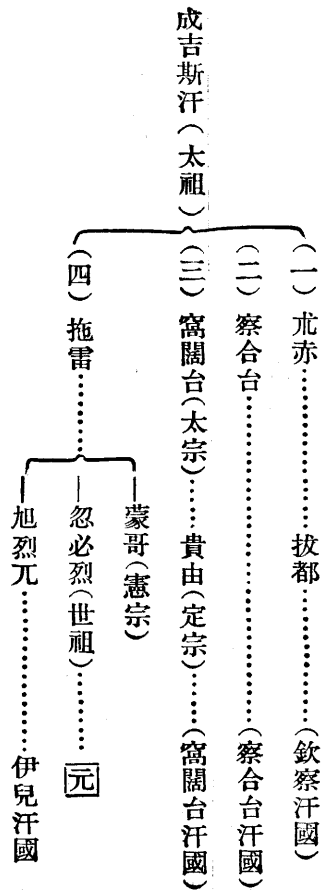 成吉斯汗(太祖)
(一)朮赤……拔都……(欽察汗國)
(二)察合台……(察合台汗國)
(三)窩闊台(太宗)……貴由(定宗)……(窩闊台汗國)
(四)拖雷……
蒙哥(憲宗)
忽必烈(世祖)……元
旭烈兀……伊兒汗國